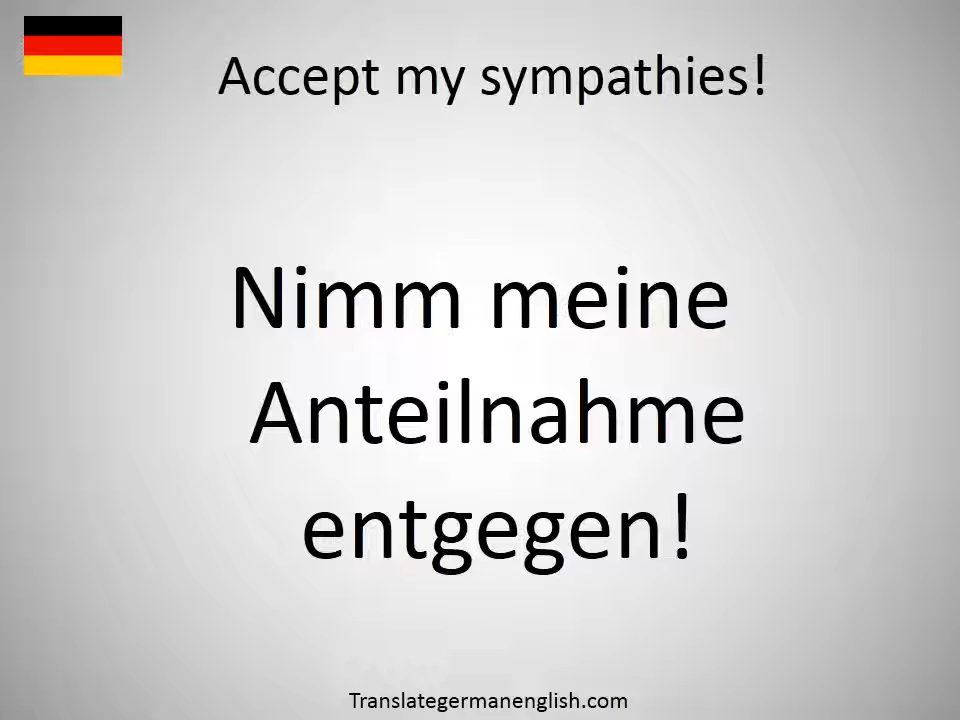 Accept my sympathies!
Nimm meine
Anteilnahme
entgegen!
Translategermanenglish.com